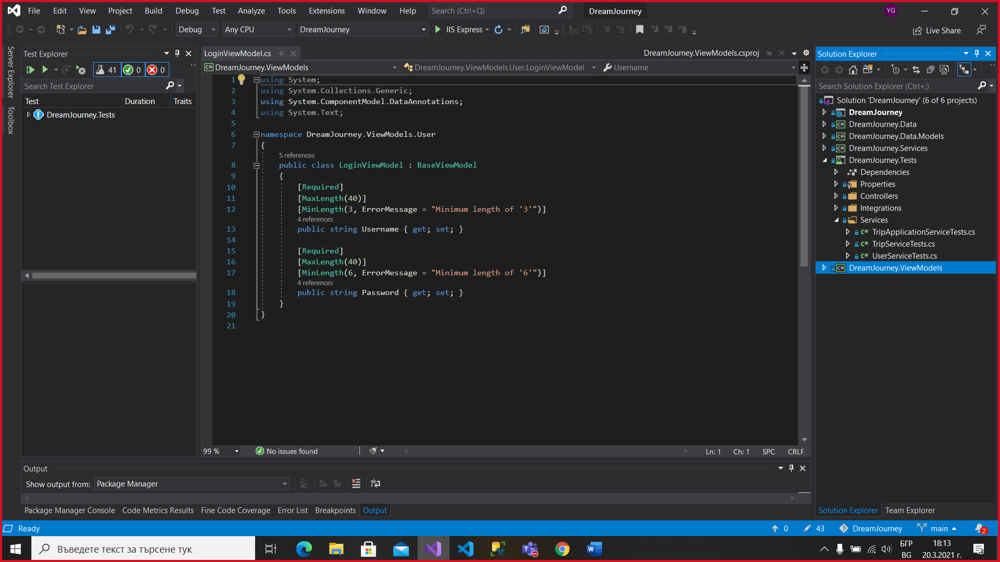 File Edit View Project Build Debug Test Analyze Tools Extensions Window Help Search (Ctrl+Q) DreamJourney YG
Debug Any CPU DreamJourney IIS Express Live Share
Server Explorer
Toolbox
Test Explorer
41 0 0
Search Test Explorer
Test Duration Traits
DreamJourney.Tests
LoginViewModel.cs DreamJourney.ViewModels.csproj
DreamJourney.ViewModels DreamJourney.ViewModels.User.LoginViewModel Username
1 using System;
2 using System.Collections.Generic;
3 using System.ComponentModel.DataAnnotations;
4 using System.Text;
5
6 namespace DreamJourney.ViewModels.User
7 {
5 references
8 public class LoginViewModel : BaseViewModel
9 {
10 [Required]
11 [MaxLength(40)]
12 [MinLength(3, ErrorMessage = "Minimum length of '3'")]
4 references
13 public string Username { get; set; }
14
15 [Required]
16 [MaxLength(40)]
17 [MinLength(6, ErrorMessage = "Minimum length of '6'")]
4 references
18 public string Password { get; set; }
19 }
20 }
21
99 % No issues found Ln: 1 Ch: 1 SPC CRLF
Solution Explorer
Search Solution Explorer (Ctrl+;)
Solution 'DreamJourney' (6 of 6 projects)
DreamJourney
C# DreamJourney.Data
C# DreamJourney.Data.Models
C# DreamJourney.Services
DreamJourney.Tests
Dependencies
Properties
Controllers
Integrations
Services
C# TripApplicationServiceTests.cs
C# TripServiceTests.cs
C# UserServiceTests.cs
C# DreamJourney.ViewModels
Output
Show output from: Package Manager
Package Manager Console Code Metrics Results Fine Code Coverage Error List Breakpoints Output
Solution Explorer Team Explorer
Ready 0 43 DreamJourney main 2
Въведете текст за търсене тук
БГР
BG
18:13
20.3.2021 г.